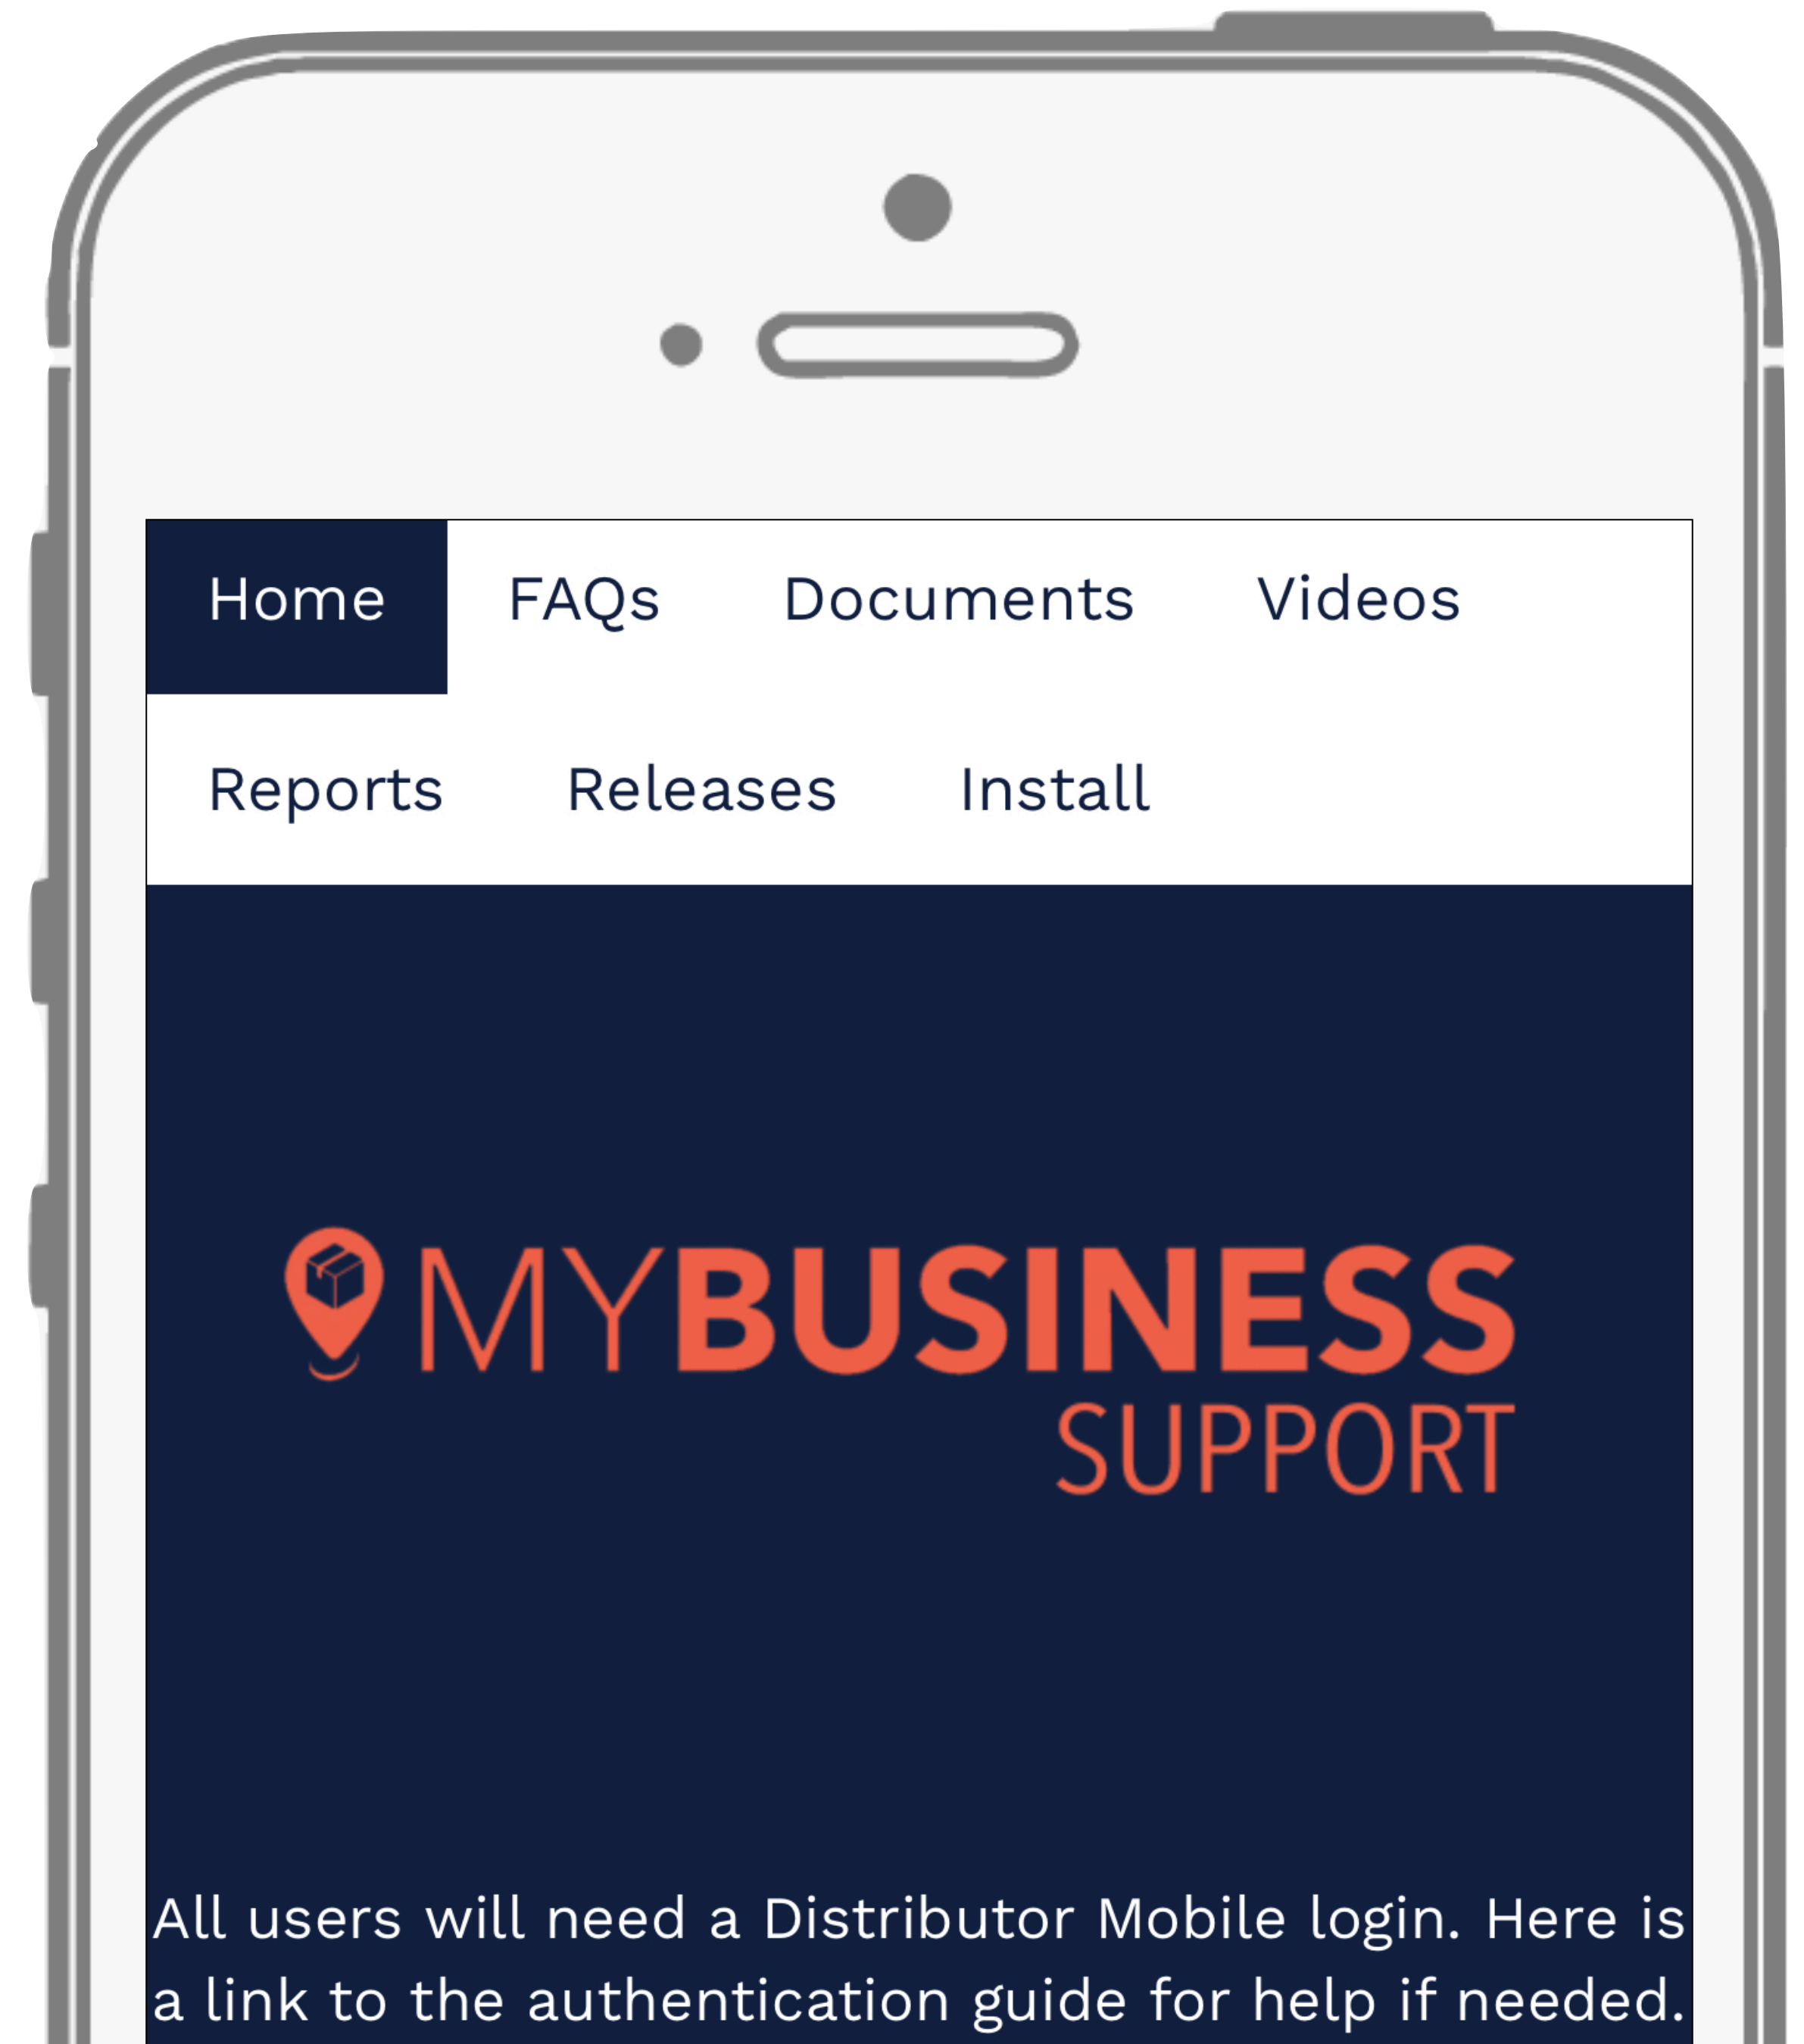 Home FAQs Documents Videos
Reports Releases Install
MYBUSINESS
SUPPORT
All users will need a Distributor Mobile login. Here is
a link to the authentication guide for help if needed.